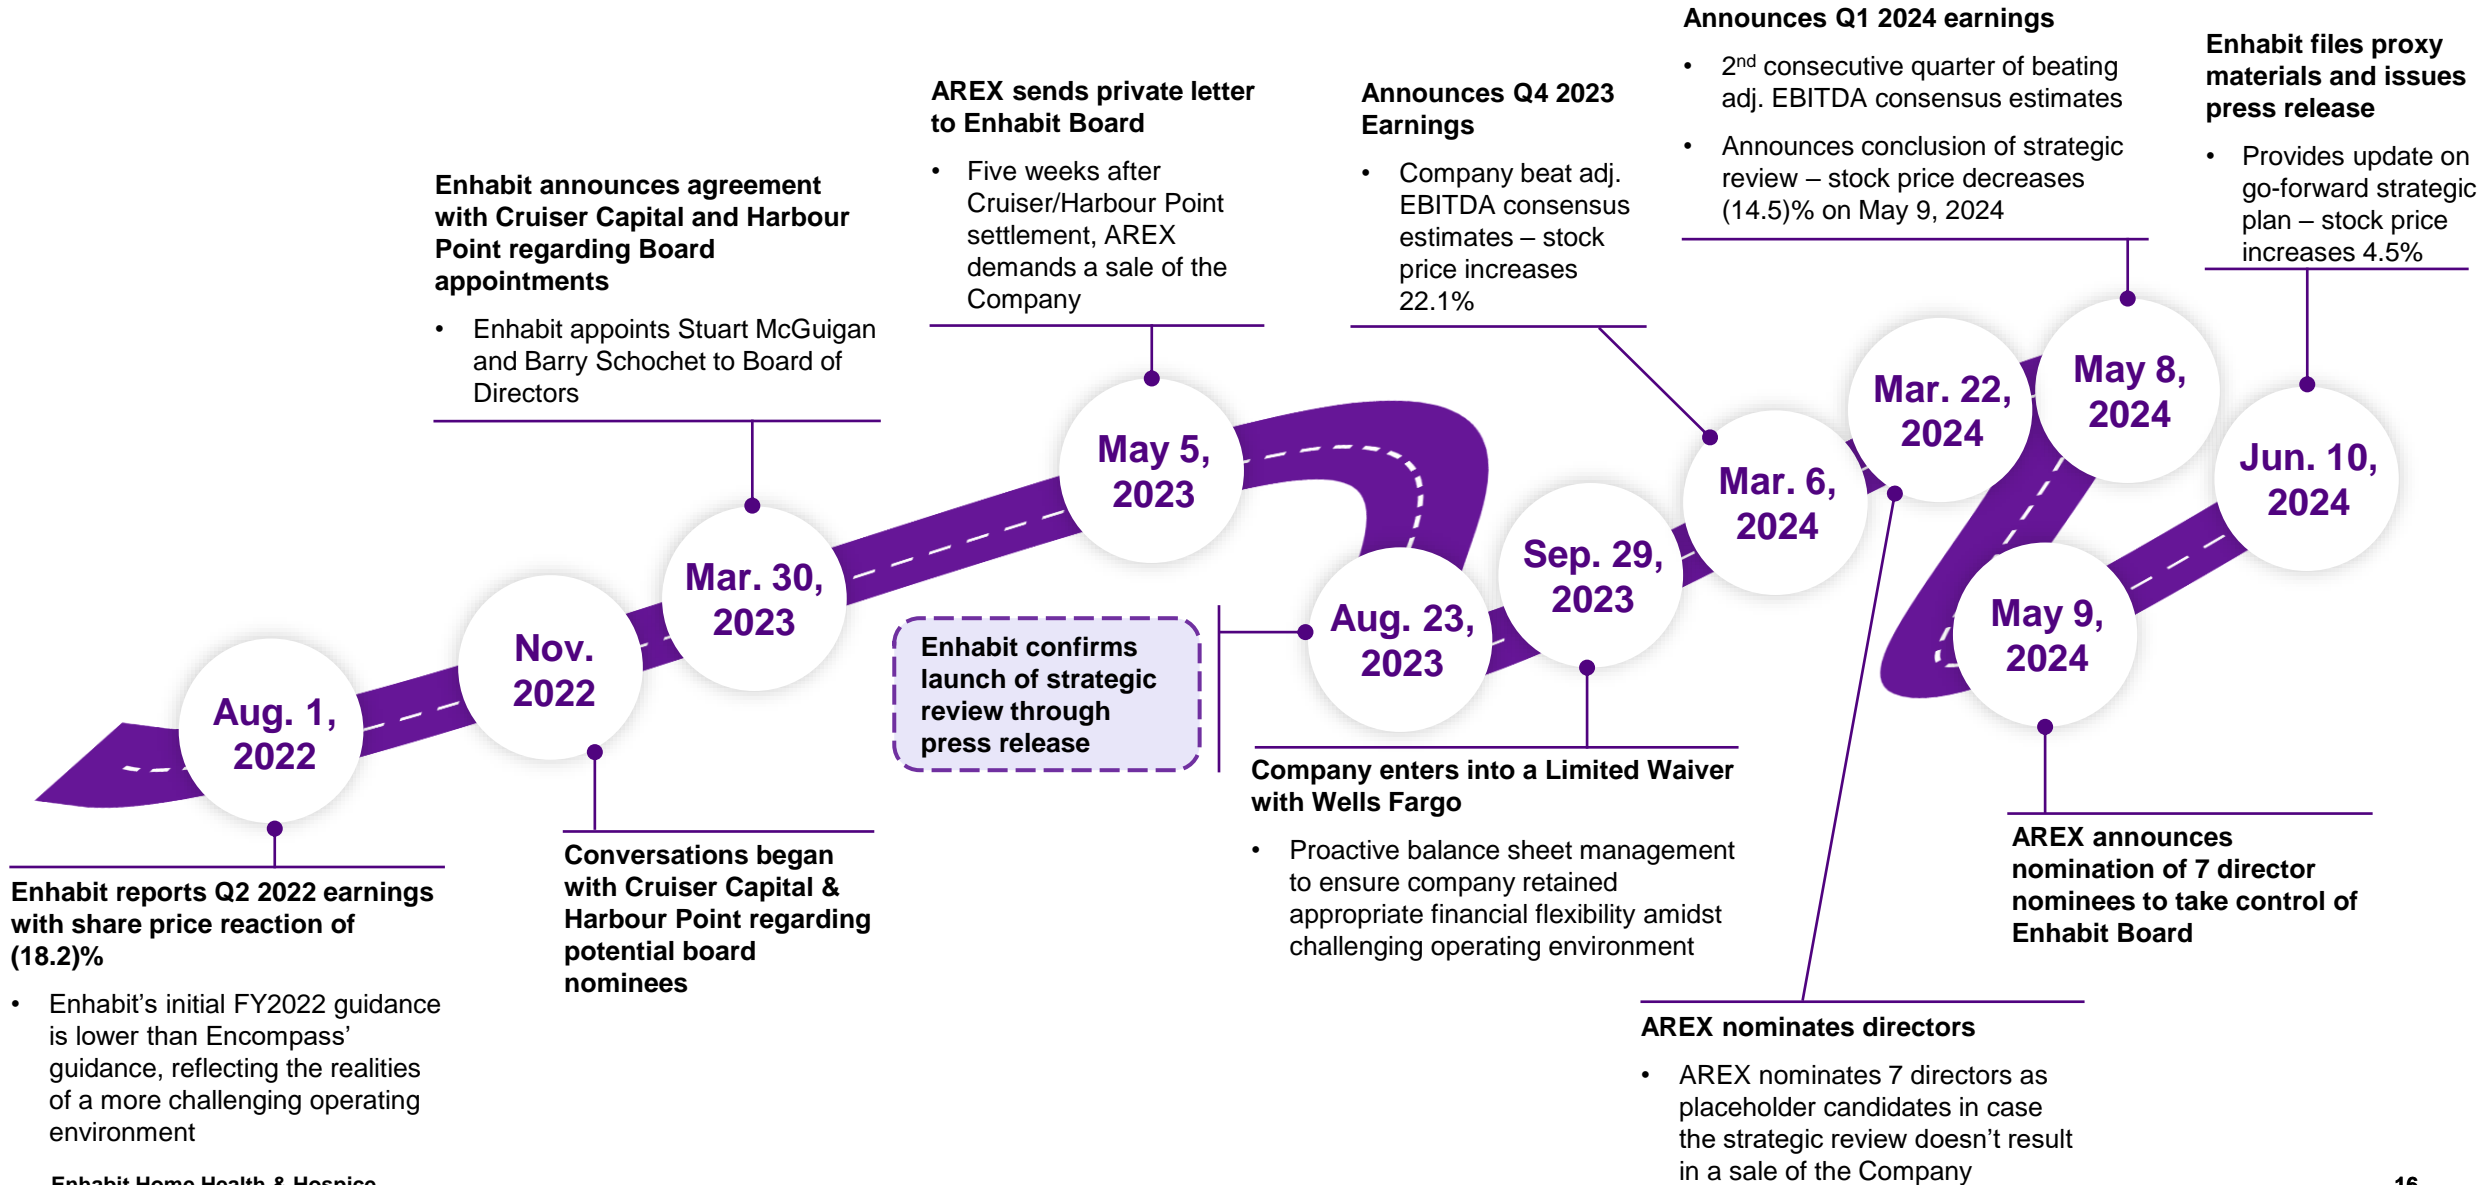 Enhabit reports Q2 2022 earnings
with share price reaction of
(18.2)%
• Enhabit’s initial FY2022 guidance
is lower than Encompass’
guidance, reflecting the realities
of a more challenging operating
environment
Aug. 1,
2022
Nov.
2022
Conversations began
with Cruiser Capital &
Harbour Point regarding
potential board
nominees
Enhabit announces agreement
with Cruiser Capital and Harbour
Point regarding Board
appointments
• Enhabit appoints Stuart McGuigan
and Barry Schochet to Board of
Directors
Mar. 30,
2023
AREX sends private letter
to Enhabit Board
• Five weeks after
Cruiser/Harbour Point
settlement, AREX
demands a sale of the
Company
May 5,
2023
Enhabit confirms
launch of strategic
review through
press release
Aug. 23,
2023
Sep. 29,
2023
Company enters into a Limited Waiver
with Wells Fargo
• Proactive balance sheet management
to ensure company retained
appropriate financial flexibility amidst
challenging operating environment
Announces Q4 2023
Earnings
• Company beat adj.
EBITDA consensus
estimates – stock
price increases
22.1%
Mar. 6,
2024
Mar. 22,
2024
AREX nominates directors
• AREX nominates 7 directors as
placeholder candidates in case
the strategic review doesn’t result
in a sale of the Company
Announces Q1 2024 earnings
• 2nd consecutive quarter of beating
adj. EBITDA consensus estimates
• Announces conclusion of strategic
review – stock price decreases
(14.5)% on May 9, 2024
May 8,
2024
May 9,
2024
AREX announces
nomination of 7 director
nominees to take control of
Enhabit Board
Enhabit files proxy
materials and issues
press release
• Provides update on
go-forward strategic
plan – stock price
increases 4.5%
Jun. 10,
2024
Enhabit Home Health & Hospice
16